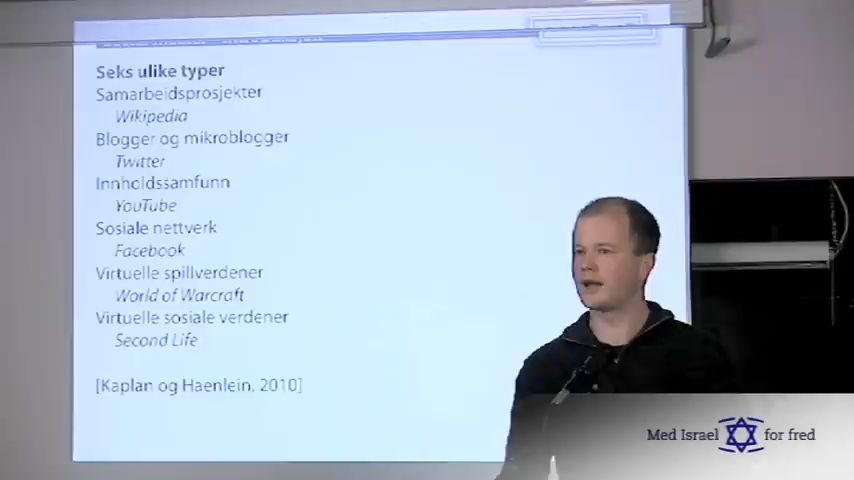 Seks ulike typer
Samarbeidsprosjekter
Wikipedia
Blogger og mikroblogger
Twitter
Innholdssamfunn
YouTube
Sosiale nettverk
Facebook
Virtuelle spillverdener
World of Warcraft
Virtuelle sosiale verdener
Second Life
[Kaplan og Haenlein, 2010]
Med Israel for fred